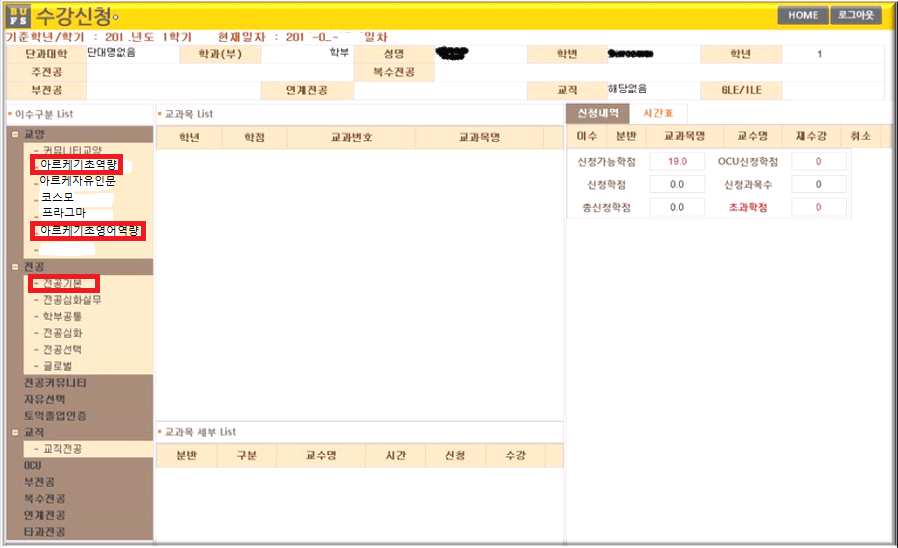 BUFS 수강신청 HOME 로그아웃
기준학년/학기 : 201 .년도 1학기 현재일자 : 201 -0_- 일차
단과대학 단대명없음 학과(부) 학부 성명 학번 학년 1
주전공 복수전공
부전공 연계전공 교직 해당없음 GLE/ILE
이수구분 List
교양
- 커뮤니티교양
아르케기초역량
아르케자유인문
코스모
프라그마
아르케기초영어역량
-
전공
- 전공기본
- 전공심화실무
- 학부공통
- 전공심화
- 전공선택
- 글로벌
전공커뮤니티
자유선택
토익졸업인증
교직
- 교직전공
OCU
부전공
복수전공
연계전공
타과전공
교과목 List
학년 학점 교과번호 교과목명
교과목 세부 List
분반 구분 교수명 시간 신청 수강
신청내역 시간표
이수 분반 교과목명 교수명 재수강 취소
신청가능학점 19.0 OCU신청학점 0
신청학점 0.0 신청과목수 0
총신청학점 0.0 초과학점 0